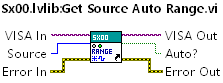 Sx00.lvlib:Get Source Auto Range.vi
VISA In
SX00
VISA Out
Source
RANGE
Auto?
Error In
Error Out